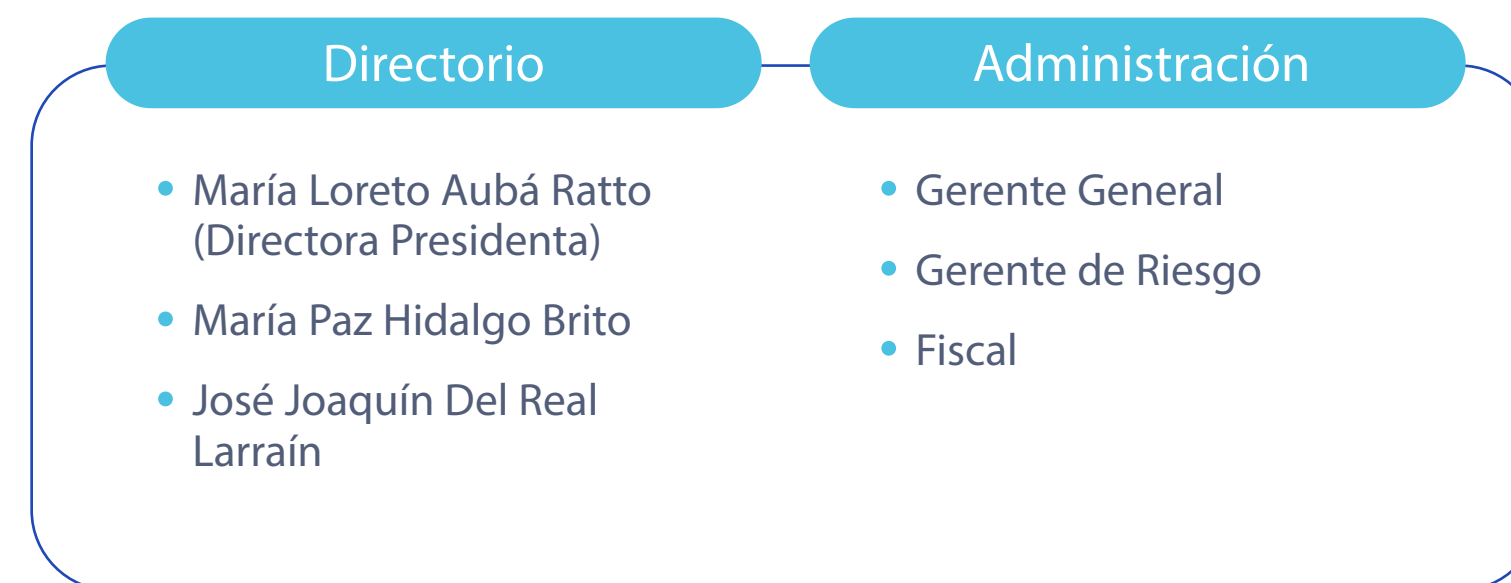 Directorio
• María Loreto Aubá Ratto
(Directora Presidenta)
• María Paz Hidalgo Brito
• José Joaquín Del Real
Larraín
Administración
• Gerente General
• Gerente de Riesgo
• Fiscal